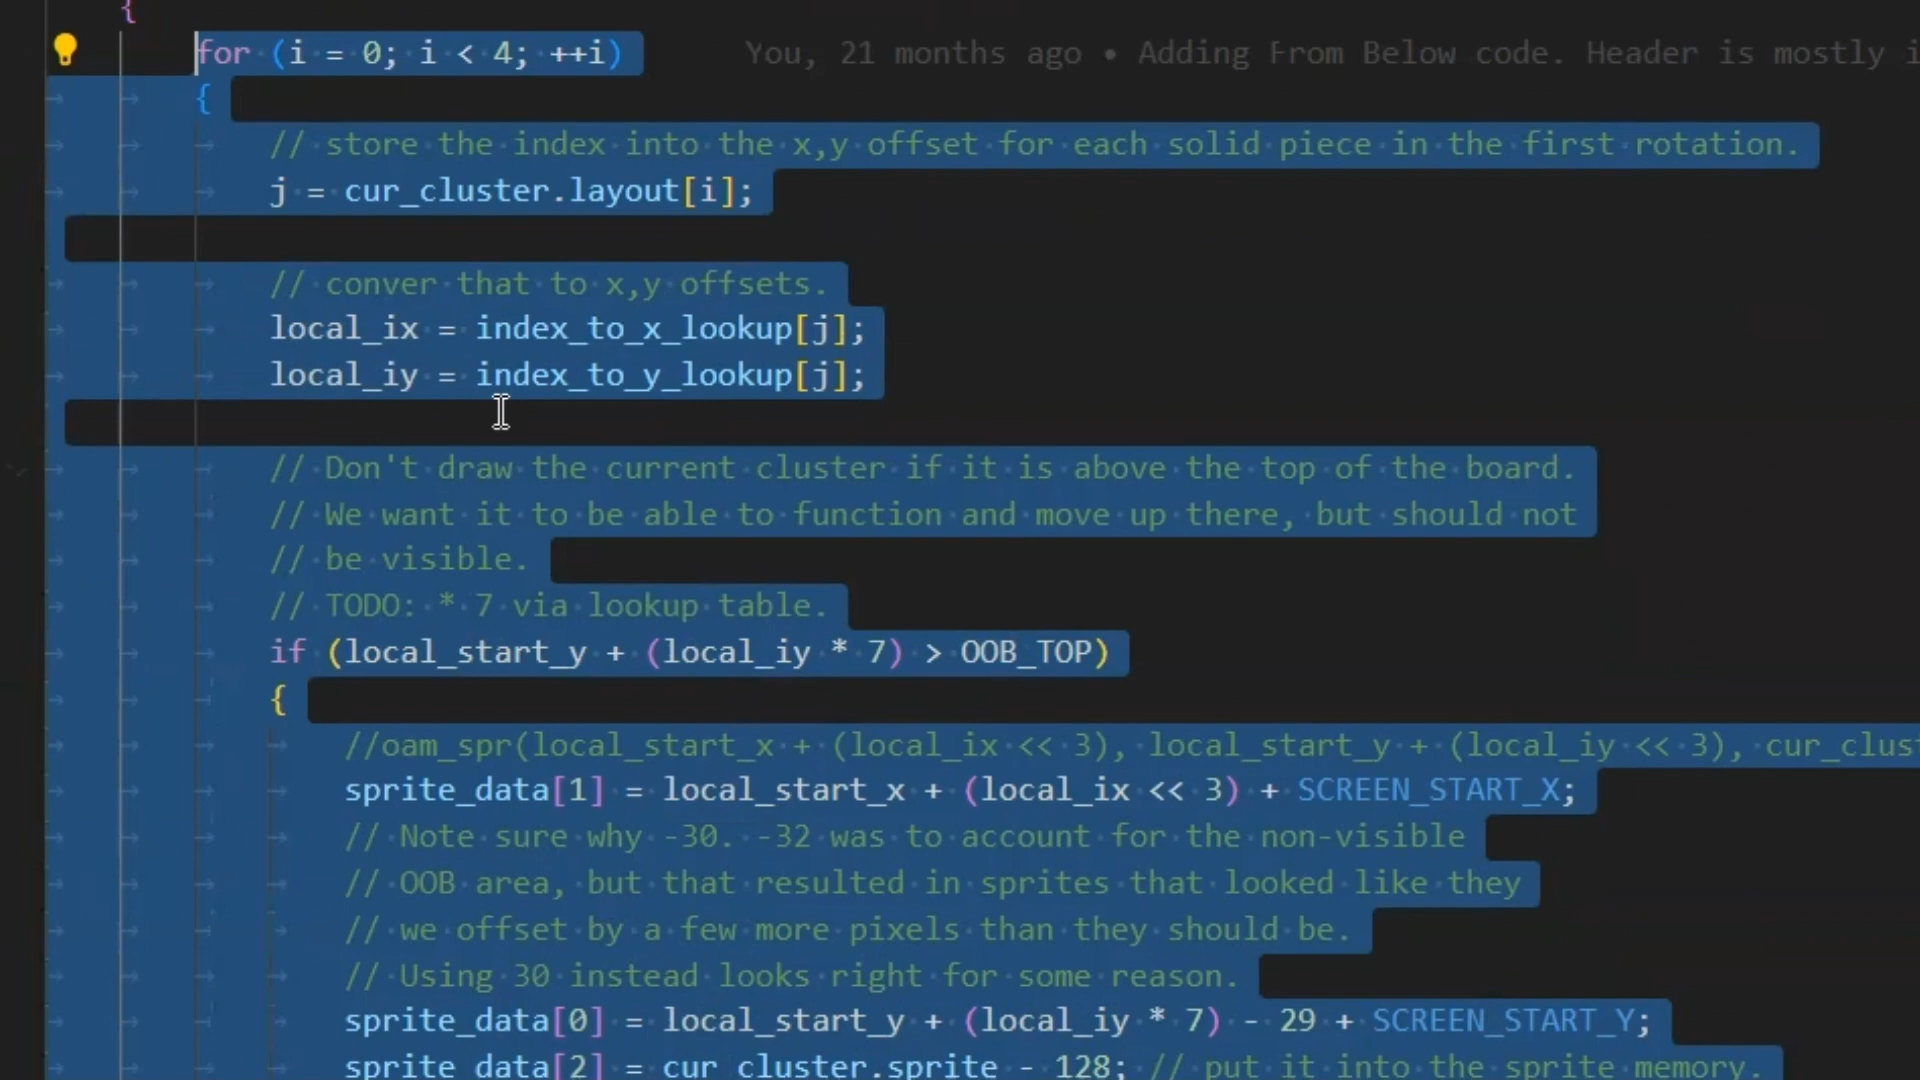 {
for (i = 0; i < 4; ++i) You, 21 months ago • Adding From Below code. Header is mostly
{
// store the index into the x,y offset for each solid piece in the first rotation.
j = cur_cluster.layout[i];
// conver that to x,y offsets.
local_ix = index_to_x_lookup[j];
local_iy = index_to_y_lookup[j];
// Don't draw the current cluster if it is above the top of the board.
// We want it to be able to function and move up there, but should not
// be visible.
// TODO: * 7 via lookup table.
if (local_start_y + (local_iy * 7) > OOB_TOP)
{
//oam_spr(local_start_x + (local_ix << 3), local_start_y + (local_iy << 3), cur_clus
sprite_data[1] = local_start_x + (local_ix << 3) + SCREEN_START_X;
// Note sure why -30. -32 was to account for the non-visible
// OOB area, but that resulted in sprites that looked like they
// we offset by a few more pixels than they should be.
// Using 30 instead looks right for some reason.
sprite_data[0] = local_start_y + (local_iy * 7) - 29 + SCREEN_START_Y;
sprite_data[2] = cur_cluster.sprite - 128; // put it into the sprite memory.